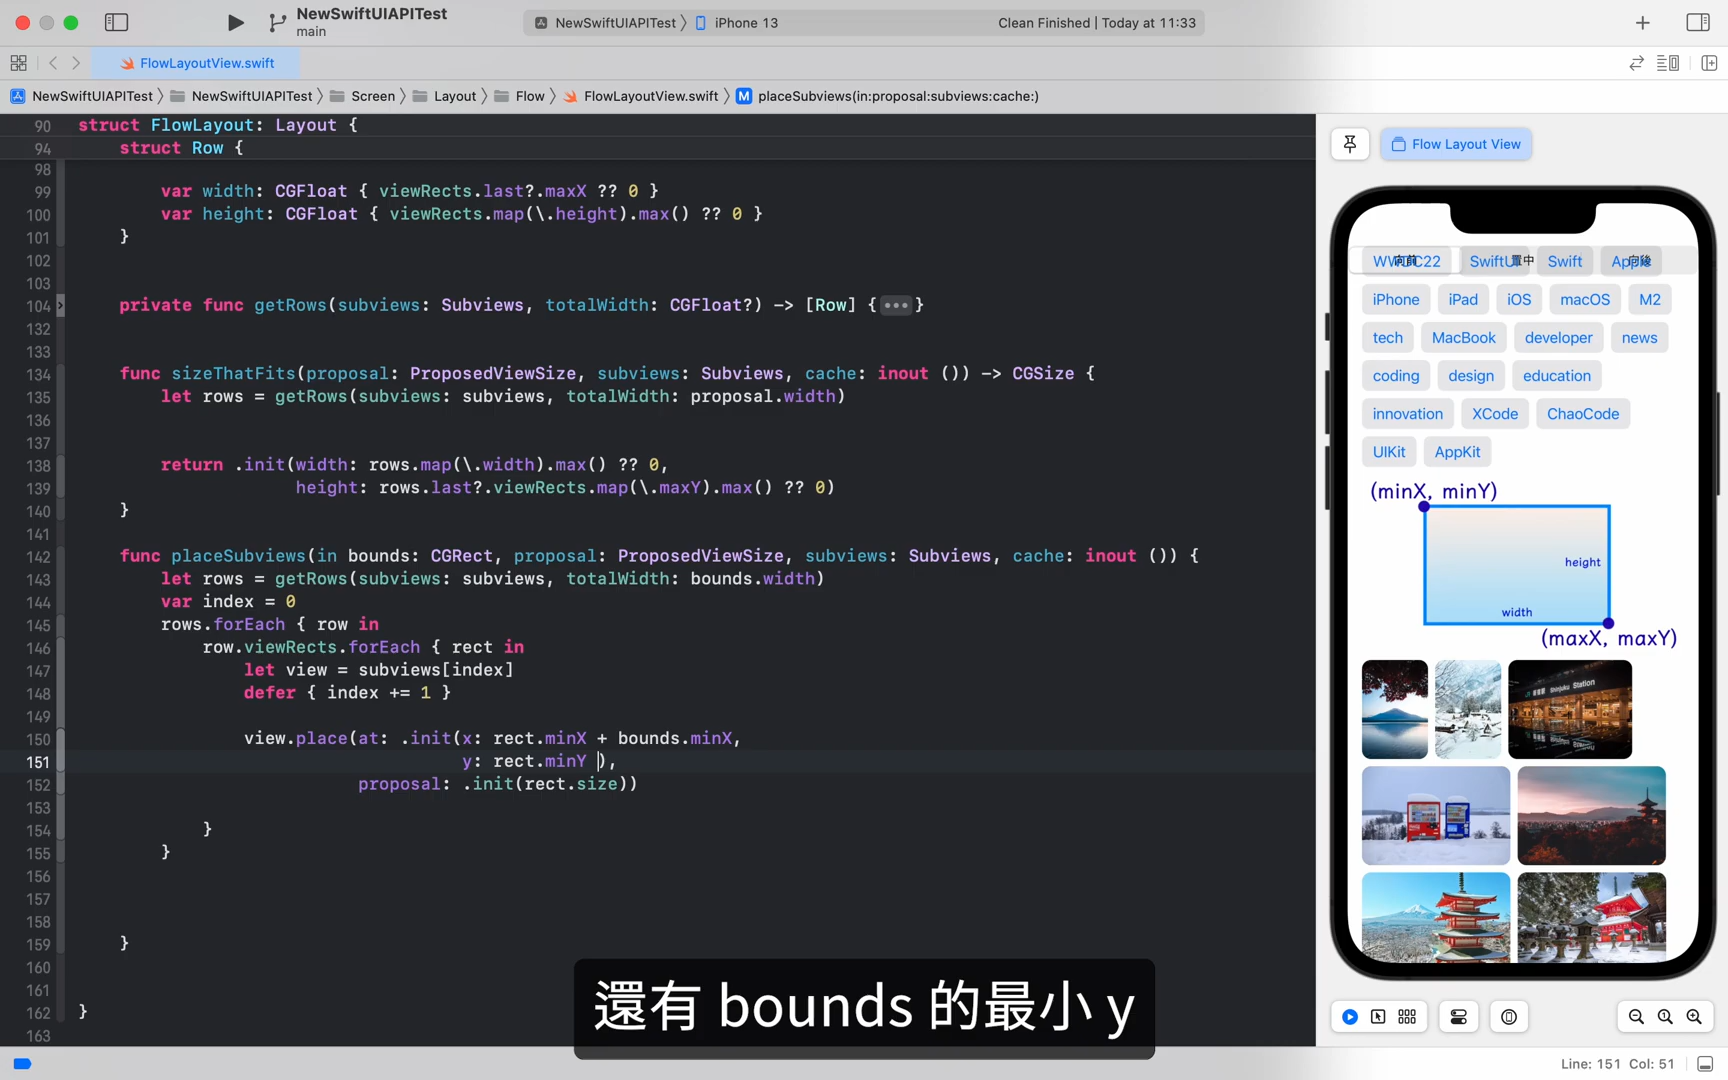 NewSwiftUIAPITest
main
NewSwiftUIAPITest 〉 iPhone 13
Clean Finished | Today at 11:33
FlowLayoutView.swift
NewSwiftUIAPITest 〉 NewSwiftUIAPITest 〉 Screen 〉 Layout 〉 Flow 〉 FlowLayoutView.swift 〉 M placeSubviews(in:proposal:subviews:cache:)
90 struct FlowLayout: Layout {
94 struct Row {
98
99 var width: CGFloat { viewRects.last?.maxX ?? 0 }
100 var height: CGFloat { viewRects.map(\.height).max() ?? 0 }
101 }
102
103
104 private func getRows(subviews: Subviews, totalWidth: CGFloat?) -> [Row] {•••}
132
133
134 func sizeThatFits(proposal: ProposedViewSize, subviews: Subviews, cache: inout ()) -> CGSize {
135 let rows = getRows(subviews: subviews, totalWidth: proposal.width)
136
137
138 return .init(width: rows.map(\.width).max() ?? 0,
139 height: rows.last?.viewRects.map(\.maxY).max() ?? 0)
140 }
141
142 func placeSubviews(in bounds: CGRect, proposal: ProposedViewSize, subviews: Subviews, cache: inout ()) {
143 let rows = getRows(subviews: subviews, totalWidth: bounds.width)
144 var index = 0
145 rows.forEach { row in
146 row.viewRects.forEach { rect in
147 let view = subviews[index]
148 defer { index += 1 }
149
150 view.place(at: .init(x: rect.minX + bounds.minX,
151 y: rect.minY ),
152 proposal: .init(rect.size))
153
154 }
155 }
156
157
158
159 }
160
161
162 }
163
還有 bounds 的最小 y
Flow Layout View
向前 置中 向後
WWDC22 SwiftUI Swift Apple
iPhone iPad iOS macOS M2
tech MacBook developer news
coding design education
innovation XCode ChaoCode
UIKit AppKit
(minX, minY)
height
width
(maxX, maxY)
Shinjuku Station
Line: 151 Col: 51